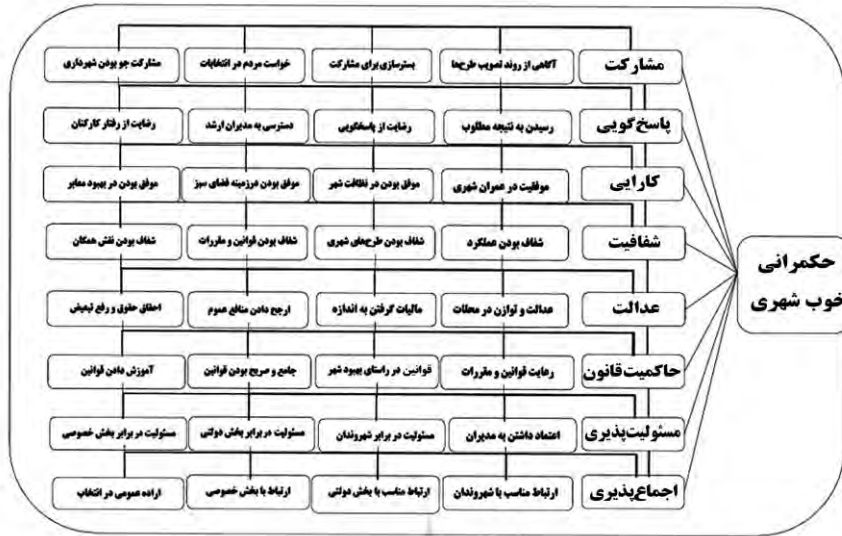 حکمرانی
خوب شهری
مشارکت
آگاهی از روند تصویب طرح‌ها
بسترسازی برای مشارکت
خواست مردم در انتخابات
مشارکت جو بودن شهرداری
پاسخ‌گویی
رسیدن به نتیجه مطلوب
رضایت از پاسخگویی
دسترسی به مدیران ارشد
رضایت از رفتار کارکنان
کارایی
موفقیت در عمران شهری
موفق بودن در نظافت شهر
موفق بودن درزمینه فضای سبز
موفق بودن در بهبود معابر
شفافیت
شفاف بودن عملکرد
شفاف بودن طرح‌های شهری
شفاف بودن قوانین و مقررات
شفاف بودن نقش همگان
عدالت
عدالت و توازن در محلات
مالیات گرفتن به اندازه
ارجح دادن منافع عموم
احقاق حقوق و رفع تبعیض
حاکمیت قانون
رعایت قوانین و مقررات
قوانین در راستای بهبود شهر
جامع و صریح بودن قوانین
آموزش دادن قوانین
مسئولیت‌پذیری
اعتماد داشتن به مدیران
مسئولیت در برابر شهروندان
مسئولیت در برابر بخش دولتی
مسئولیت در برابر بخش خصوصی
اجماع‌پذیری
ارتباط مناسب با شهروندان
ارتباط مناسب با بخش دولتی
ارتباط با بخش خصوصی
اراده عمومی در انتخاب